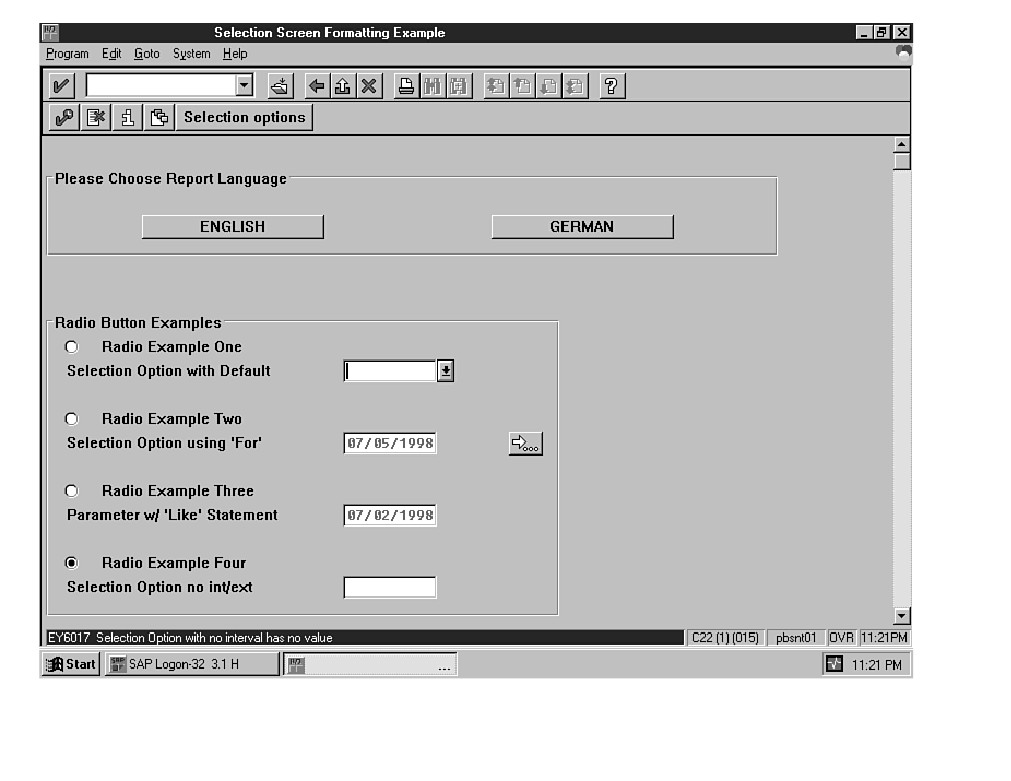 Selection Screen Formatting Example
Program Edit Goto System Help
Selection options
Please Choose Report Language
ENGLISH GERMAN
Radio Button Examples
Radio Example One
Selection Option with Default
Radio Example Two
Selection Option using 'For' 07/05/1998
Radio Example Three
Parameter w/ 'Like' Statement 07/02/1998
Radio Example Four
Selection Option no int/ext
EY6017 Selection Option with no interval has no value C22 (1) (015) pbsnt01 OVR 11:21PM
Start SAP Logon-32 3.1 H ... 11:21 PM